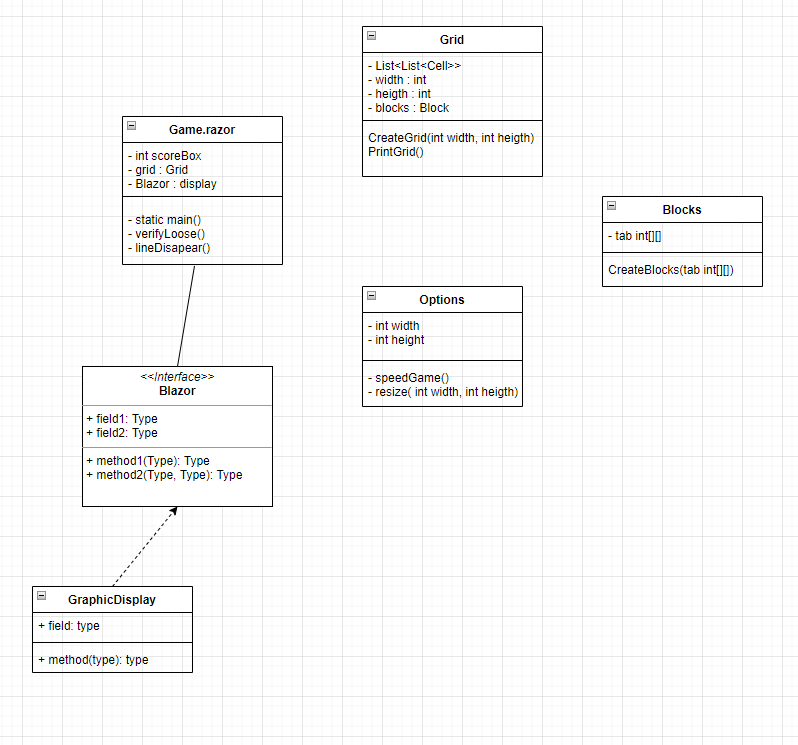 Grid
- List<List<Cell>>
- width : int
- heigth : int
- blocks : Block
CreateGrid(int width, int heigth)
PrintGrid()
Game.razor
- int scoreBox
- grid : Grid
- Blazor : display
- static main()
- verifyLoose()
- lineDisapear()
Blocks
- tab int[][]
CreateBlocks(tab int[][])
Options
- int width
- int height
- speedGame()
- resize( int width, int heigth)
<<Interface>>
Blazor
+ field1: Type
+ field2: Type
+ method1(Type): Type
+ method2(Type, Type): Type
GraphicDisplay
+ field: type
+ method(type): type